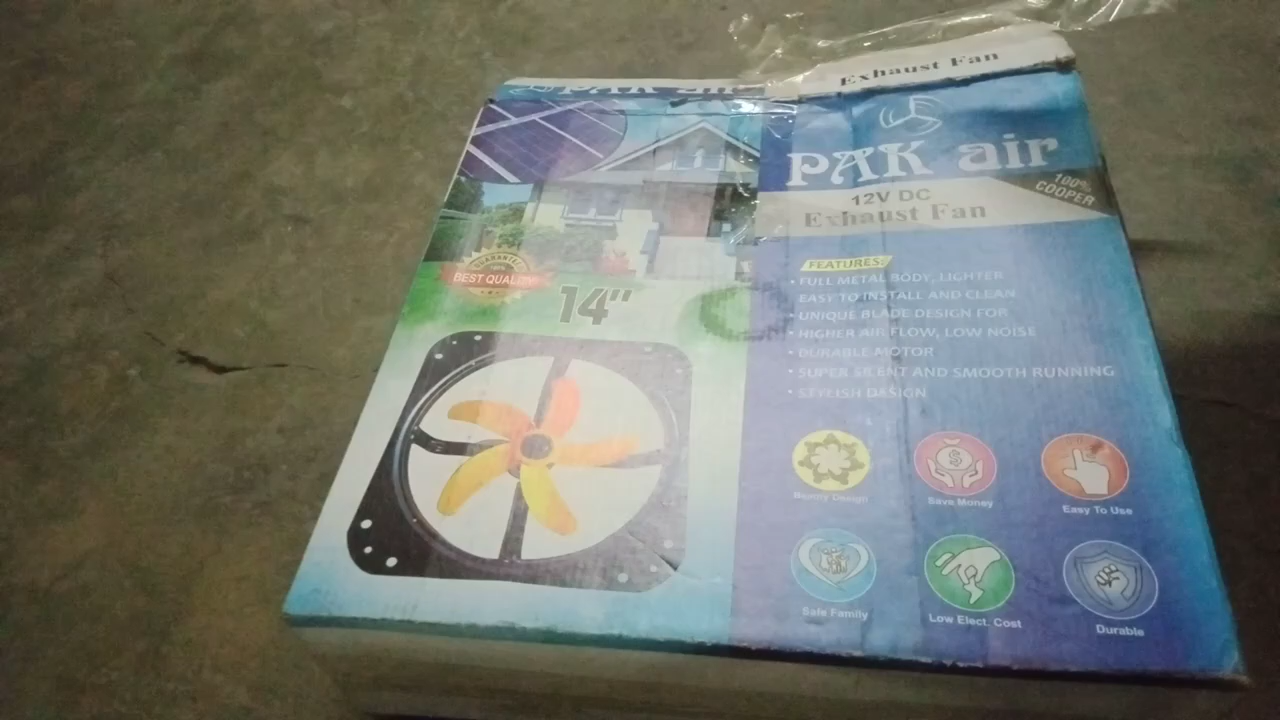 PAK air
Exhaust Fan
PAK air
12V DC
Exhaust Fan
100%
COOPER
GUARANTEE
100%
BEST QUALITY
14"
FEATURES:
• FULL METAL BODY, LIGHTER
EASY TO INSTALL AND CLEAN
• UNIQUE BLADE DESIGN FOR
• HIGHER AIR FLOW, LOW NOISE
• DURABLE MOTOR
• SUPER SILENT AND SMOOTH RUNNING
• STYLISH DESIGN
Beauty Design
Save Money
Easy To Use
Safe Family
Low Elect. Cost
Durable